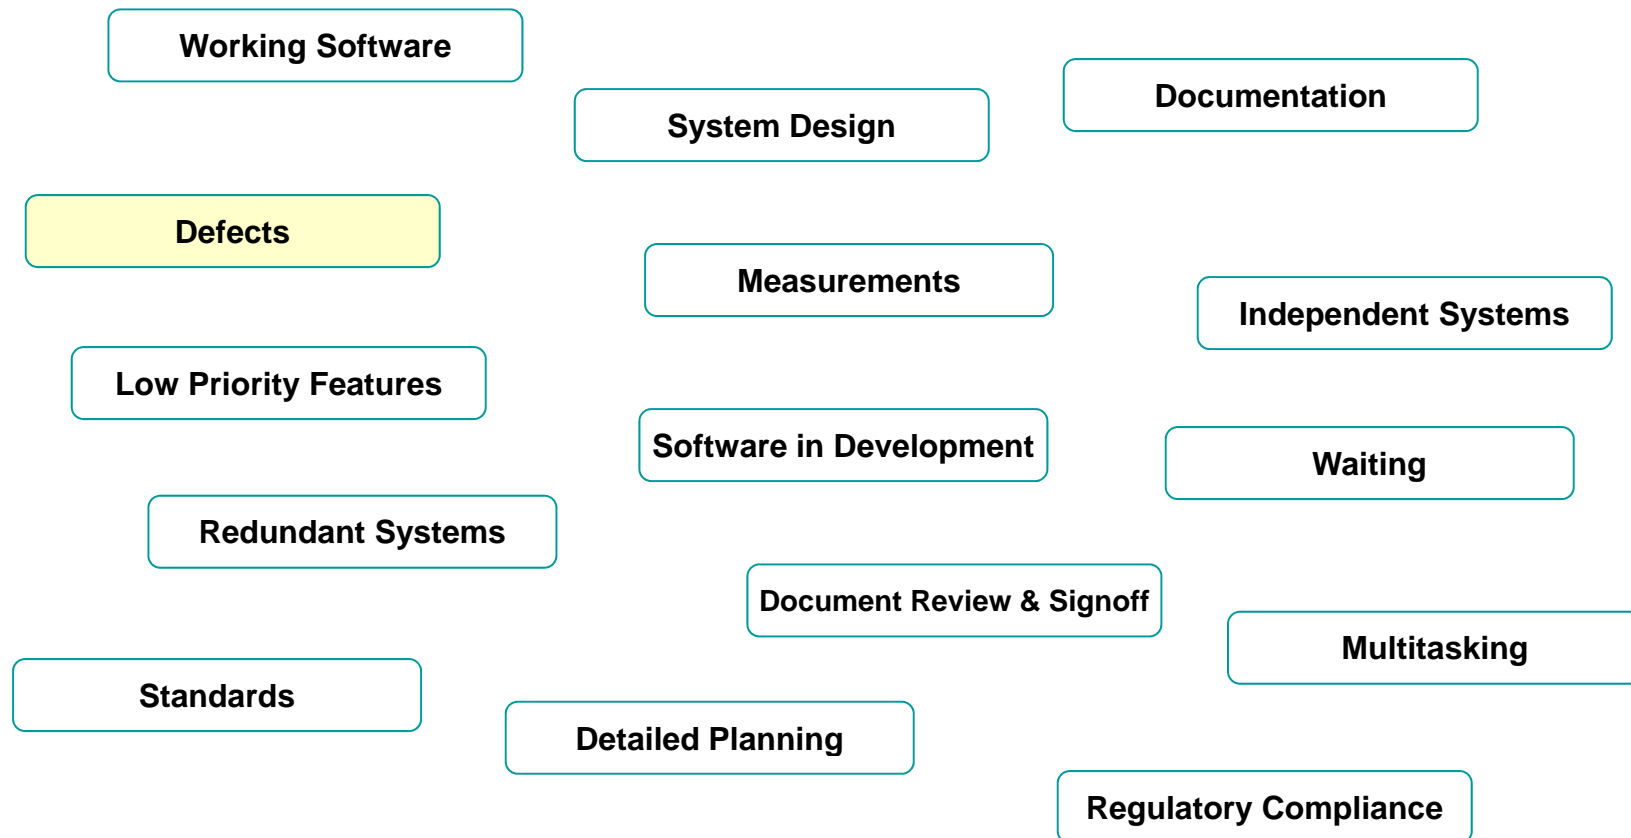 Working Software
System Design
Documentation
Defects
Measurements
Independent Systems
Low Priority Features
Software in Development
Waiting
Redundant Systems
Document Review & Signoff
Multitasking
Standards
Detailed Planning
Regulatory Compliance